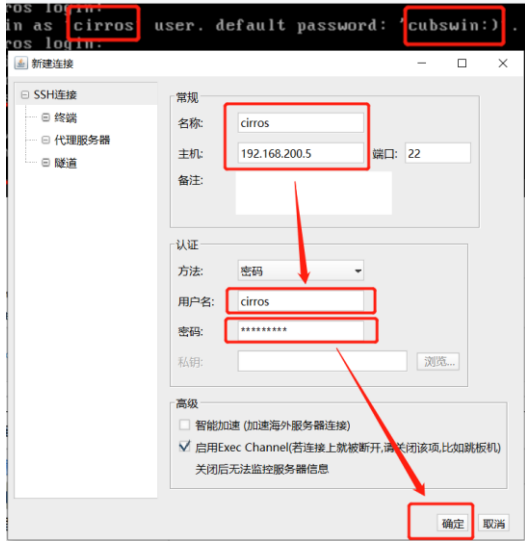 ros login:
in as 'cirros' user. default password: 'cubswin:)'.
ros login:
新建连接
SSH连接
终端
代理服务器
隧道
常规
名称: cirros
主机: 192.168.200.5 端口: 22
备注:
认证
方法: 密码
用户名: cirros
密码: *********
私钥: 浏览...
高级
智能加速 (加速海外服务器连接)
启用Exec Channel(若连接上就被断开,请关闭该项,比如跳板机)
关闭后无法监控服务器信息
确定 取消